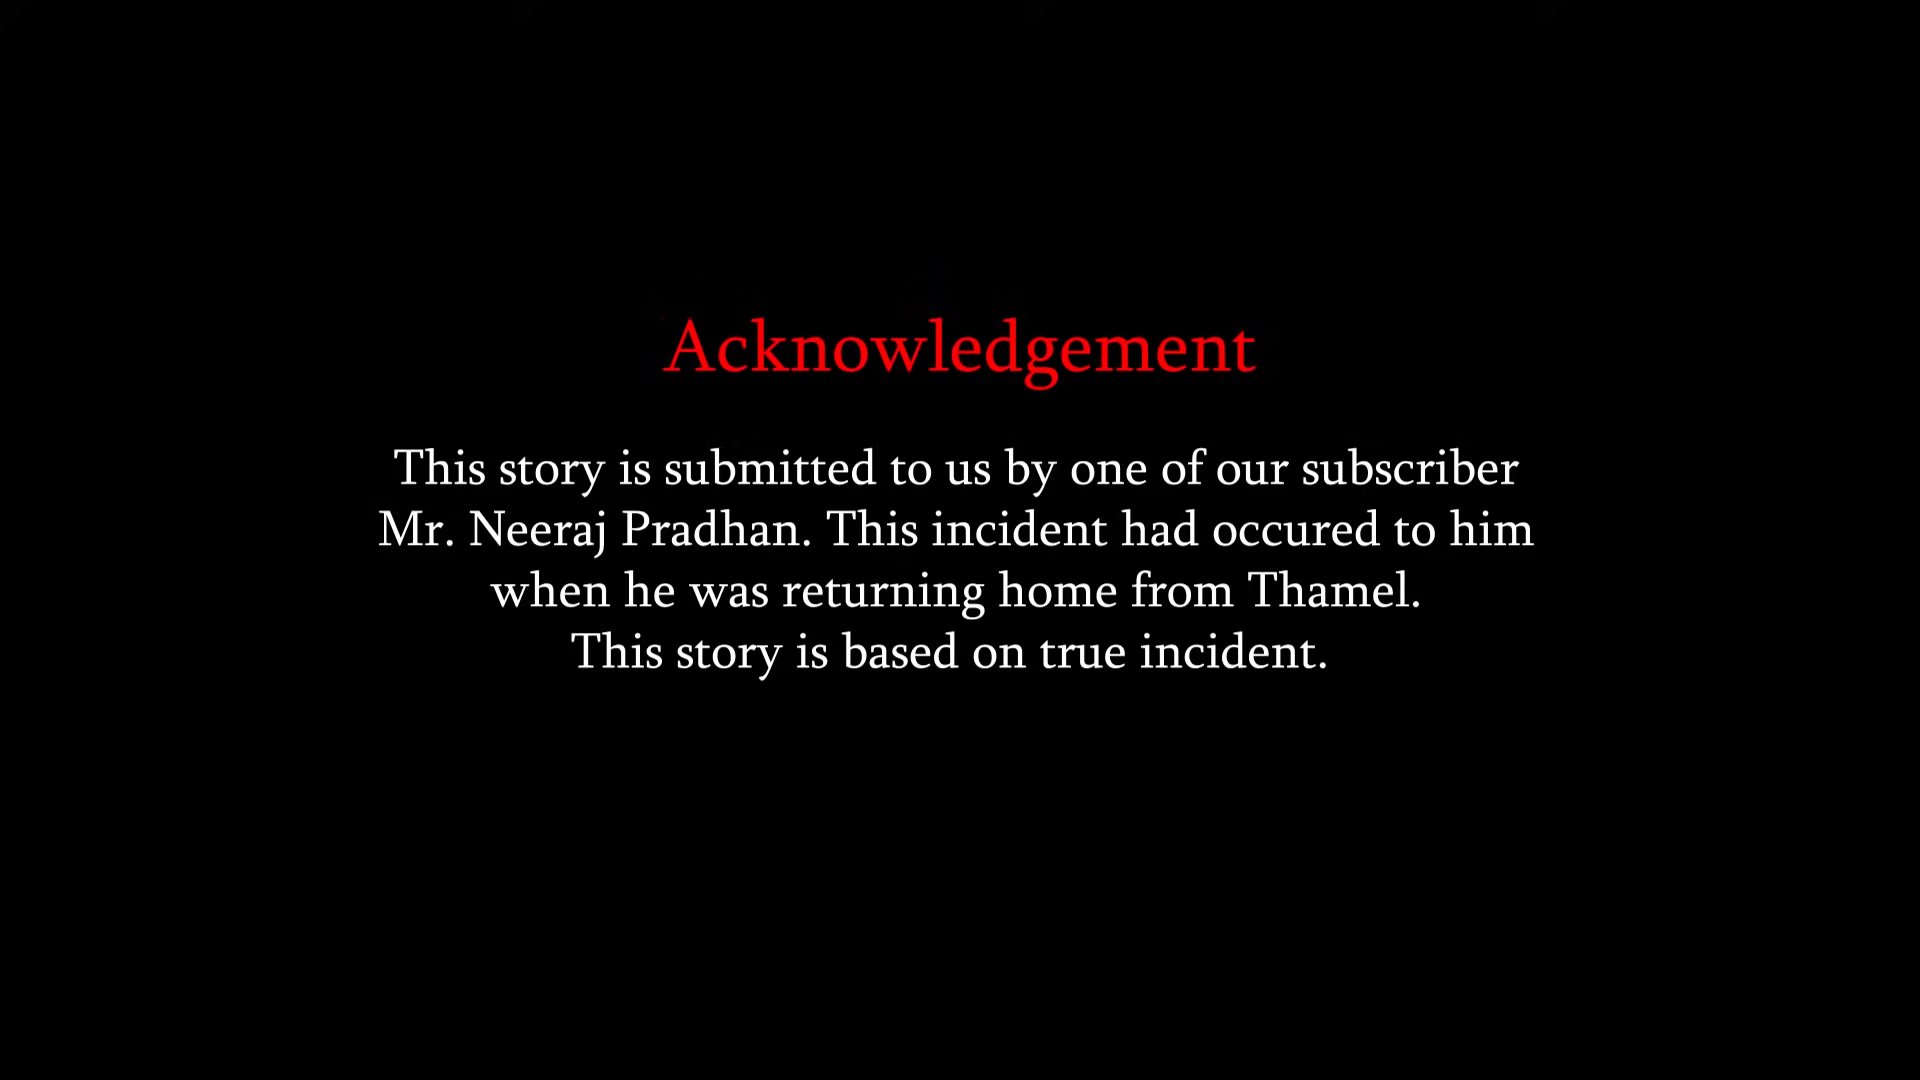 Acknowledgement
This story is submitted to us by one of our subscriber
Mr. Neeraj Pradhan. This incident had occured to him
when he was returning home from Thamel.
This story is based on true incident.